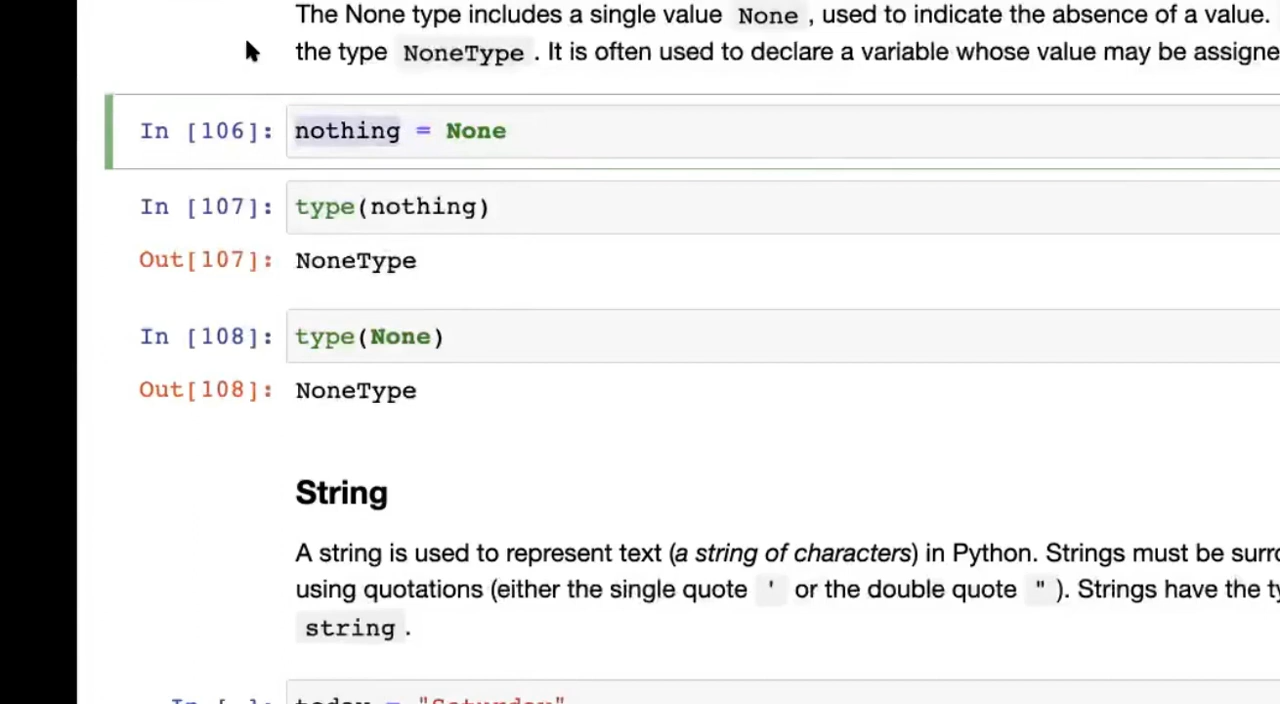 The None type includes a single value None , used to indicate the absence of a value.
the type NoneType . It is often used to declare a variable whose value may be assigne
In [106]: nothing = None
In [107]: type(nothing)
Out[107]: NoneType
In [108]: type(None)
Out[108]: NoneType
String
A string is used to represent text (a string of characters) in Python. Strings must be surro
using quotations (either the single quote ' or the double quote " ). Strings have the ty
string .
In [ ]: today = "Saturday"